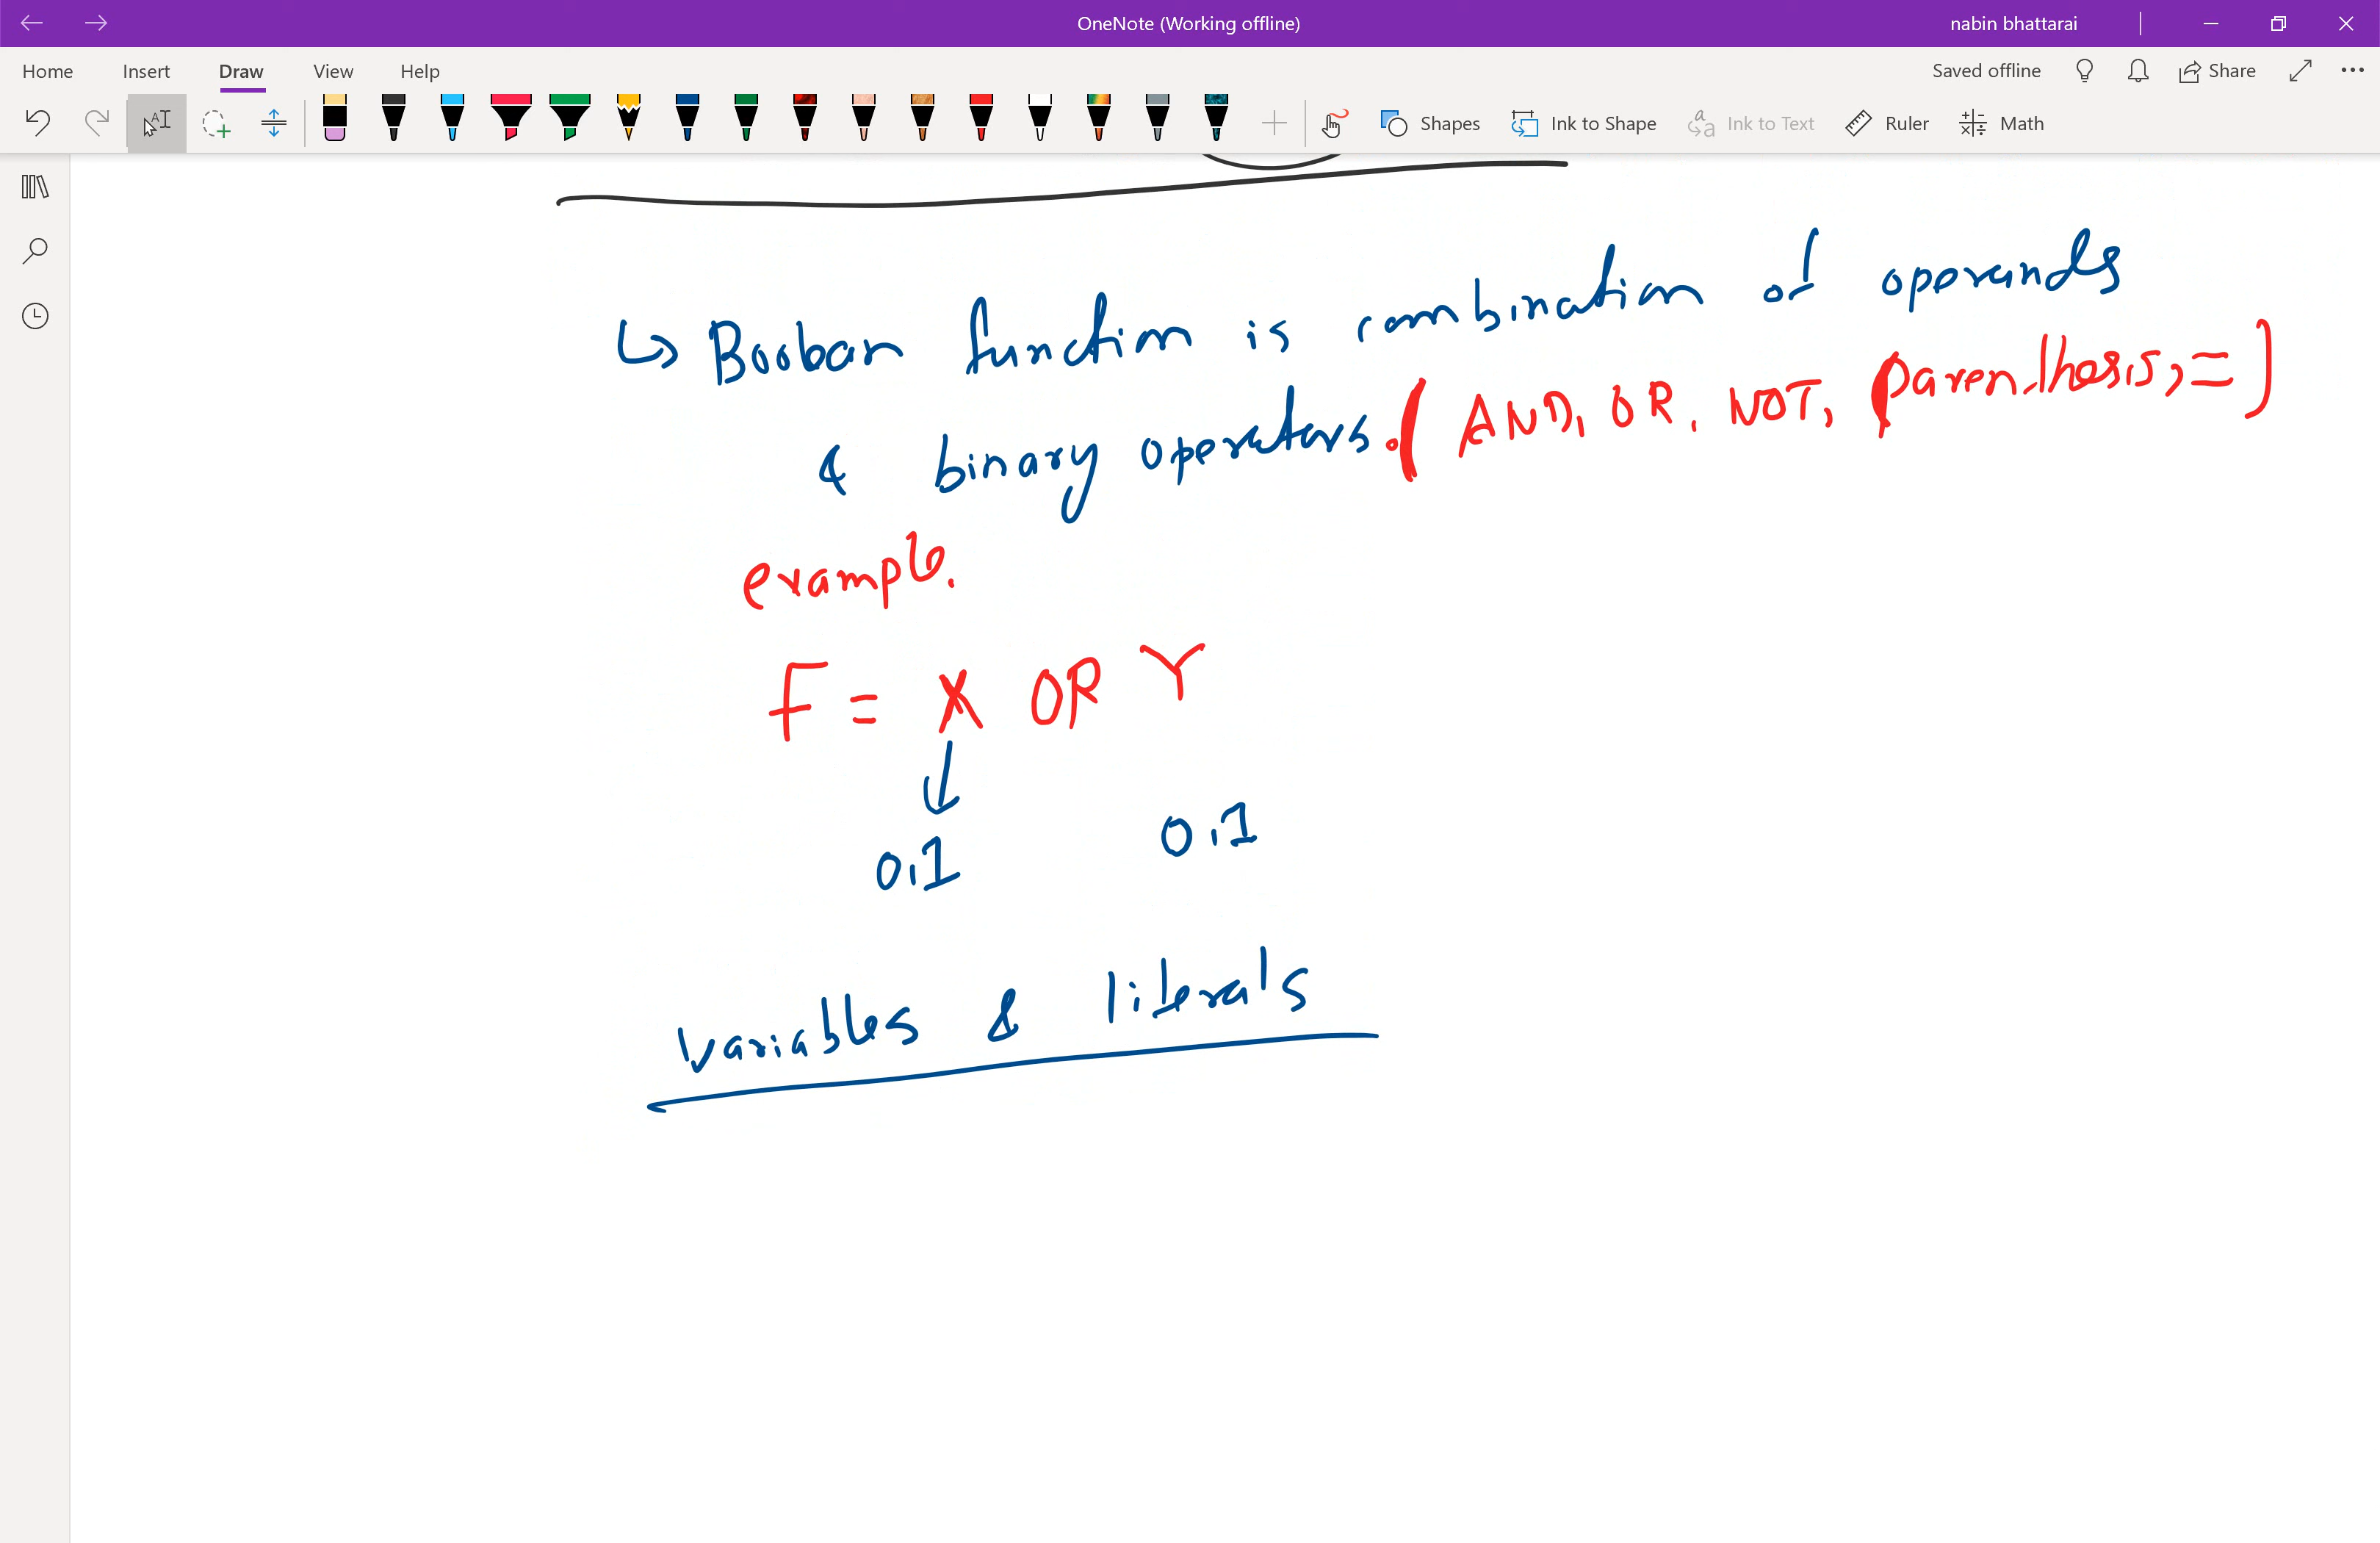 OneNote (Working offline)
nabin bhattarai
Home Insert Draw View Help
Saved offline Share
Shapes Ink to Shape Ink to Text Ruler Math
↳ Boolean function is combination of operands
& binary operators. ( AND, OR, NOT, parenthesis, = )
example.
F = X OR Y
↓
0,1 0,1
Variables & literals